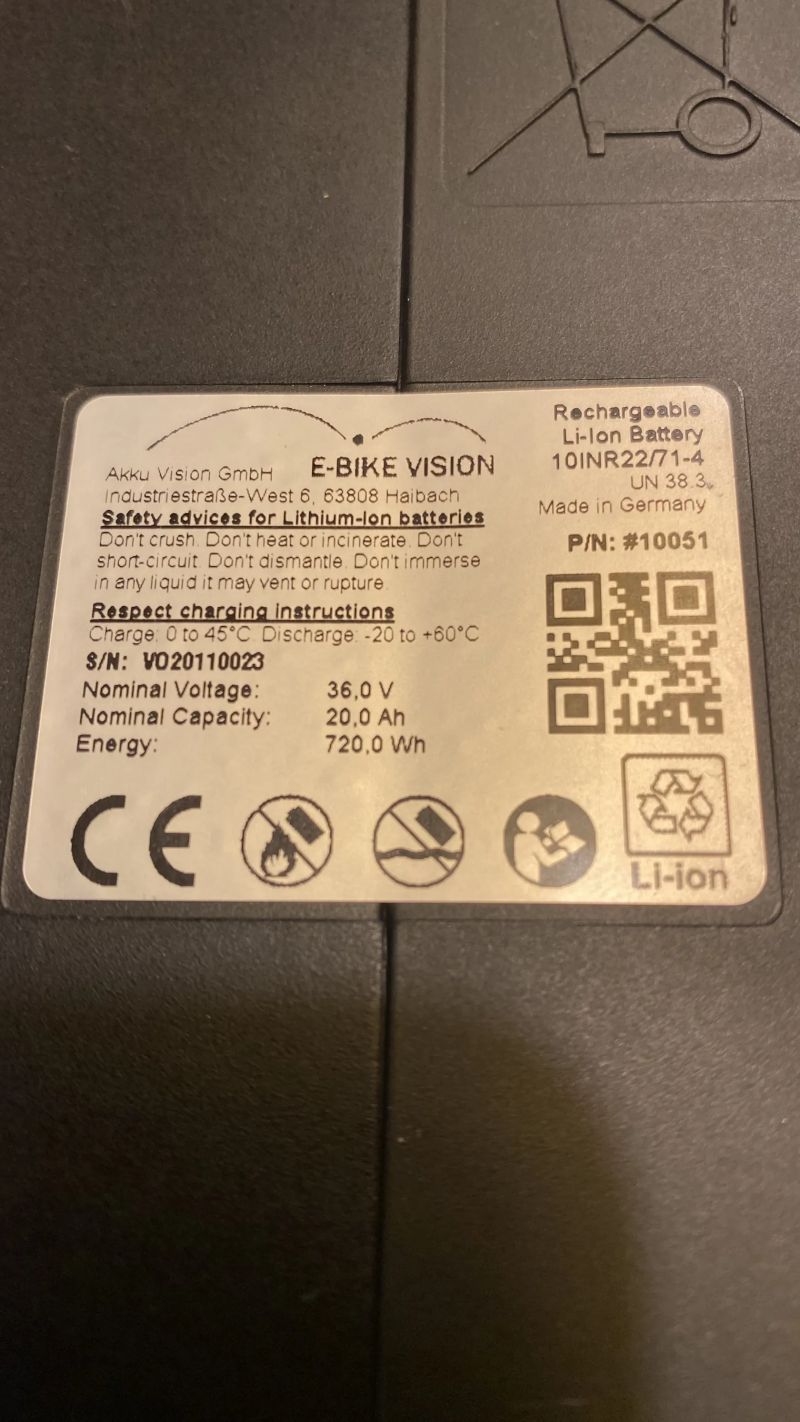 E-BIKE VISION
Akku Vision GmbH
Industriestraße-West 6, 63808 Haibach
Safety advices for Lithium-Ion batteries
Don't crush. Don't heat or incinerate. Don't
short-circuit. Don't dismantle. Don't immerse
in any liquid it may vent or rupture.
Respect charging instructions
Charge: 0 to 45°C Discharge: -20 to +60°C
S/N: VO20110023
Nominal Voltage: 36,0 V
Nominal Capacity: 20,0 Ah
Energy: 720,0 Wh
Rechargeable
Li-Ion Battery
10INR22/71-4
UN 38.3.
Made in Germany
P/N: #10051
CE
Li-ion